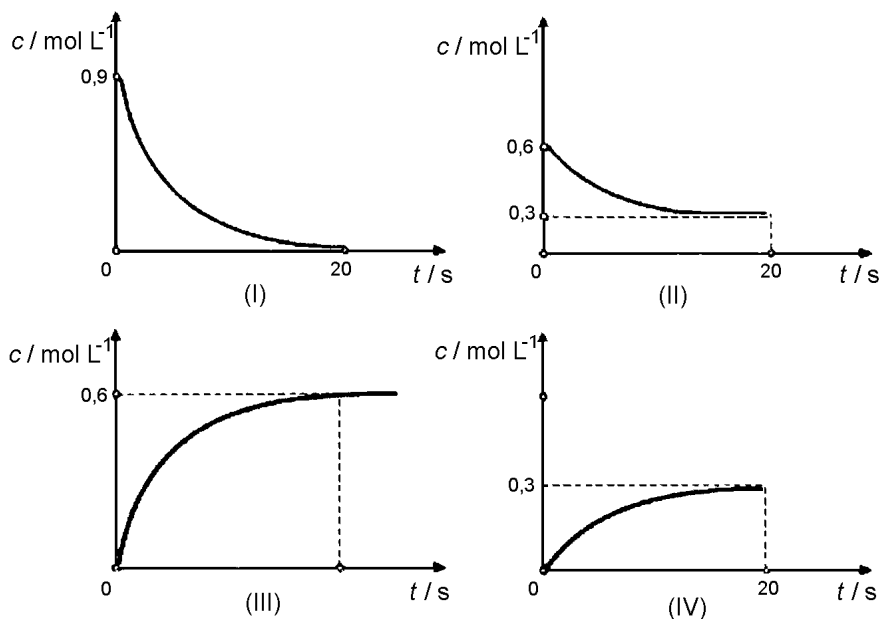 c / mol L⁻¹
0,9
0
20
t / s
(I)
c / mol L⁻¹
0,6
0,3
0
20
t / s
(II)
c / mol L⁻¹
0,6
0
t / s
(III)
c / mol L⁻¹
0,3
0
20
t / s
(IV)